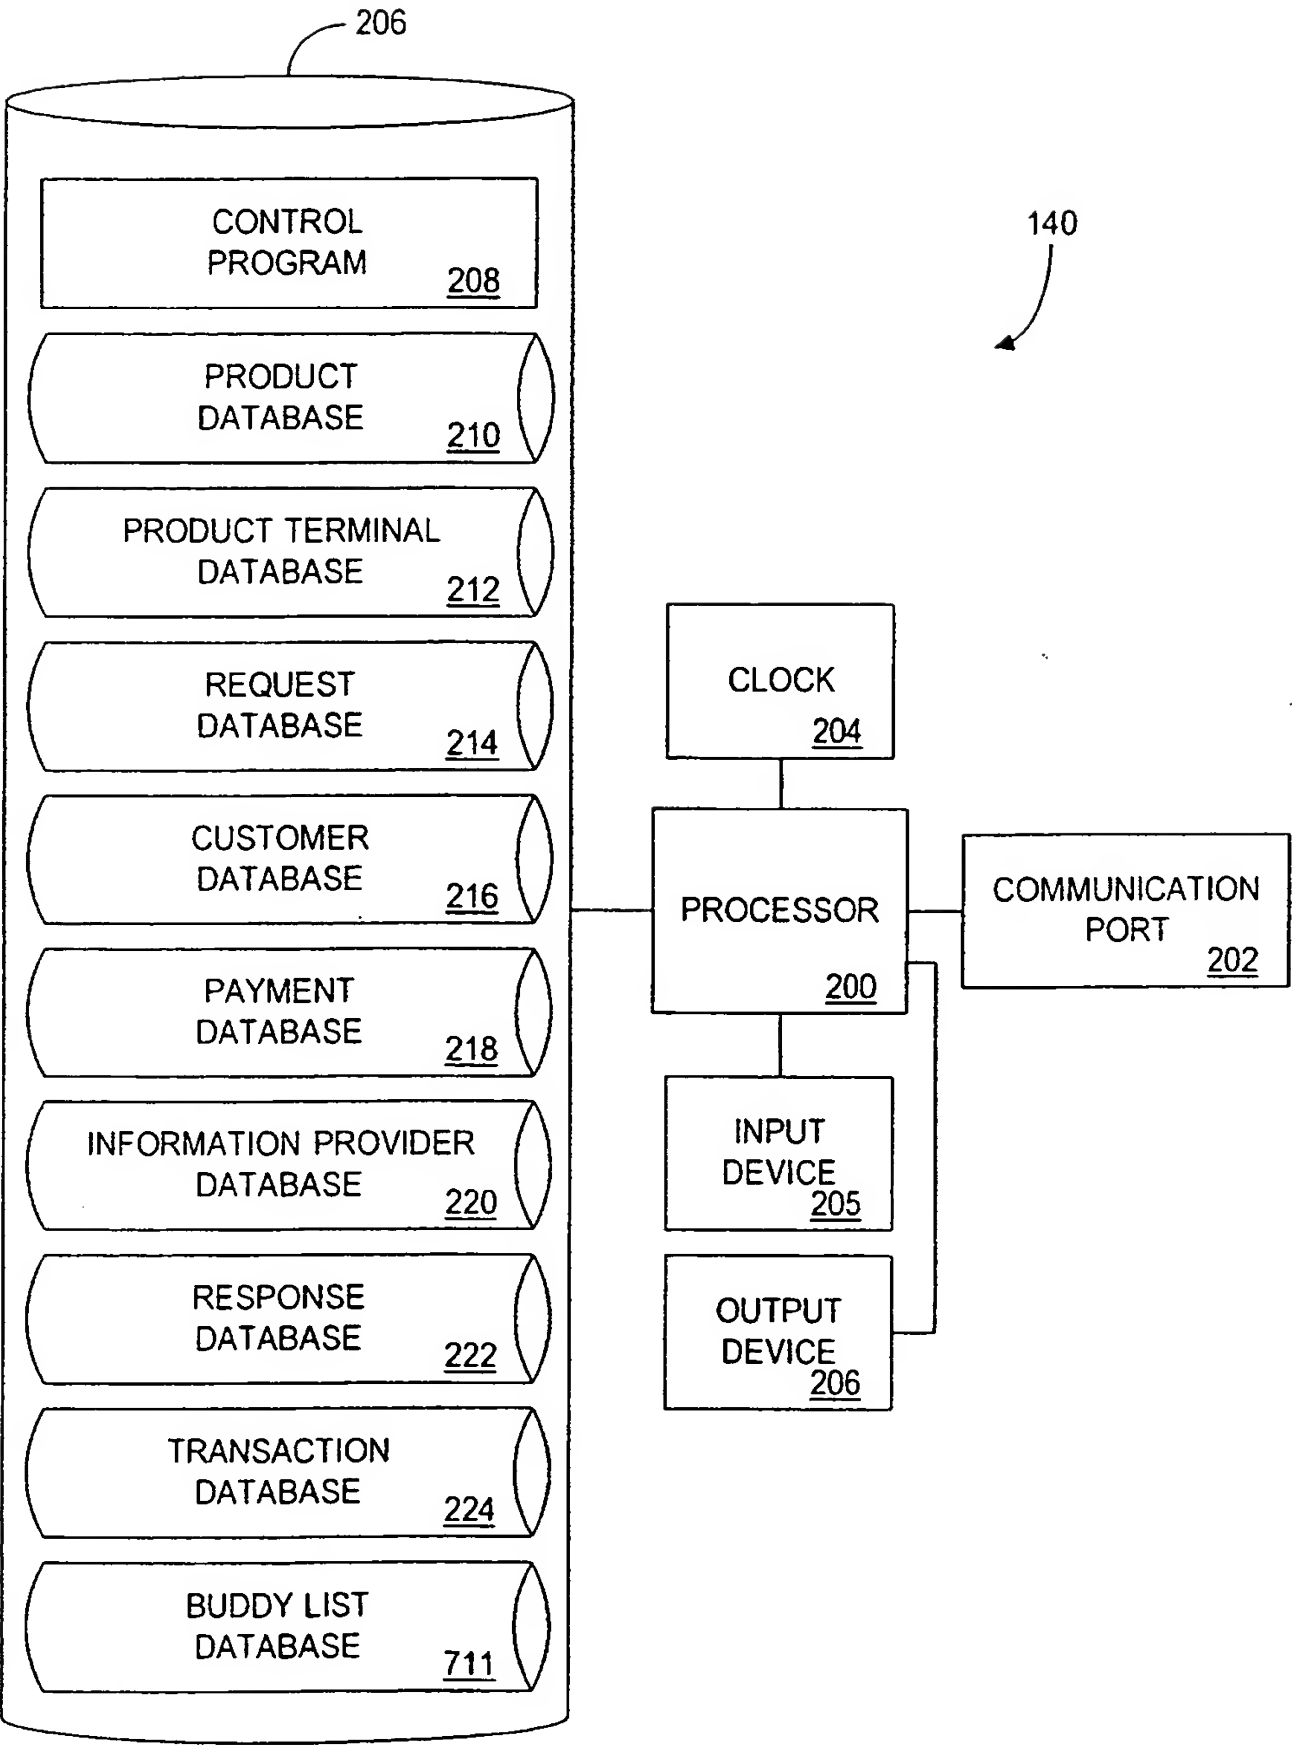 206
CONTROL
PROGRAM
208
PRODUCT
DATABASE
210
PRODUCT TERMINAL
DATABASE
212
REQUEST
DATABASE
214
CUSTOMER
DATABASE
216
PAYMENT
DATABASE
218
INFORMATION PROVIDER
DATABASE
220
RESPONSE
DATABASE
222
TRANSACTION
DATABASE
224
BUDDY LIST
DATABASE
711
140
CLOCK
204
PROCESSOR
200
COMMUNICATION
PORT
202
INPUT
DEVICE
205
OUTPUT
DEVICE
206